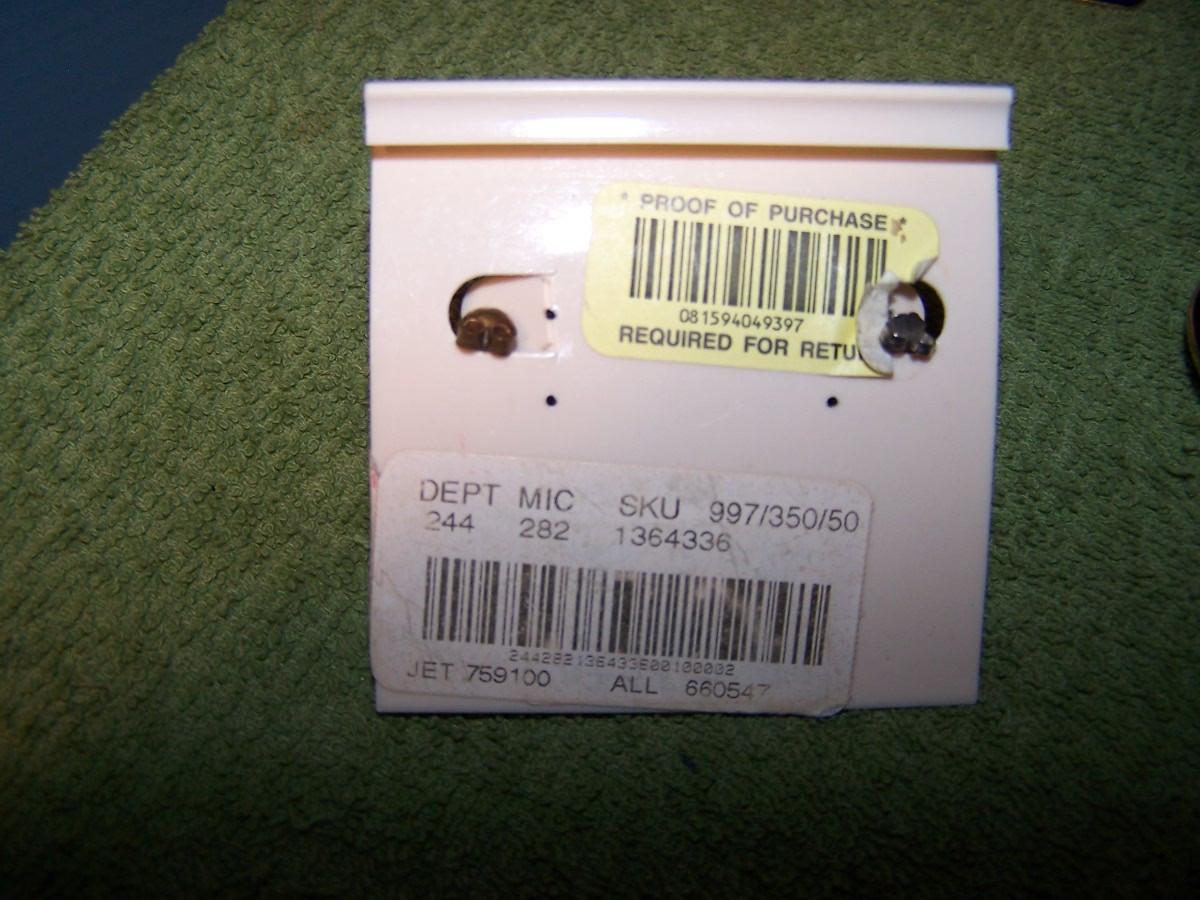 * PROOF OF PURCHASE *
081594049397
REQUIRED FOR RETU
DEPT MIC SKU 997/350/50
244 282 1364336
244282136433600100002
JET 759100 ALL 660547